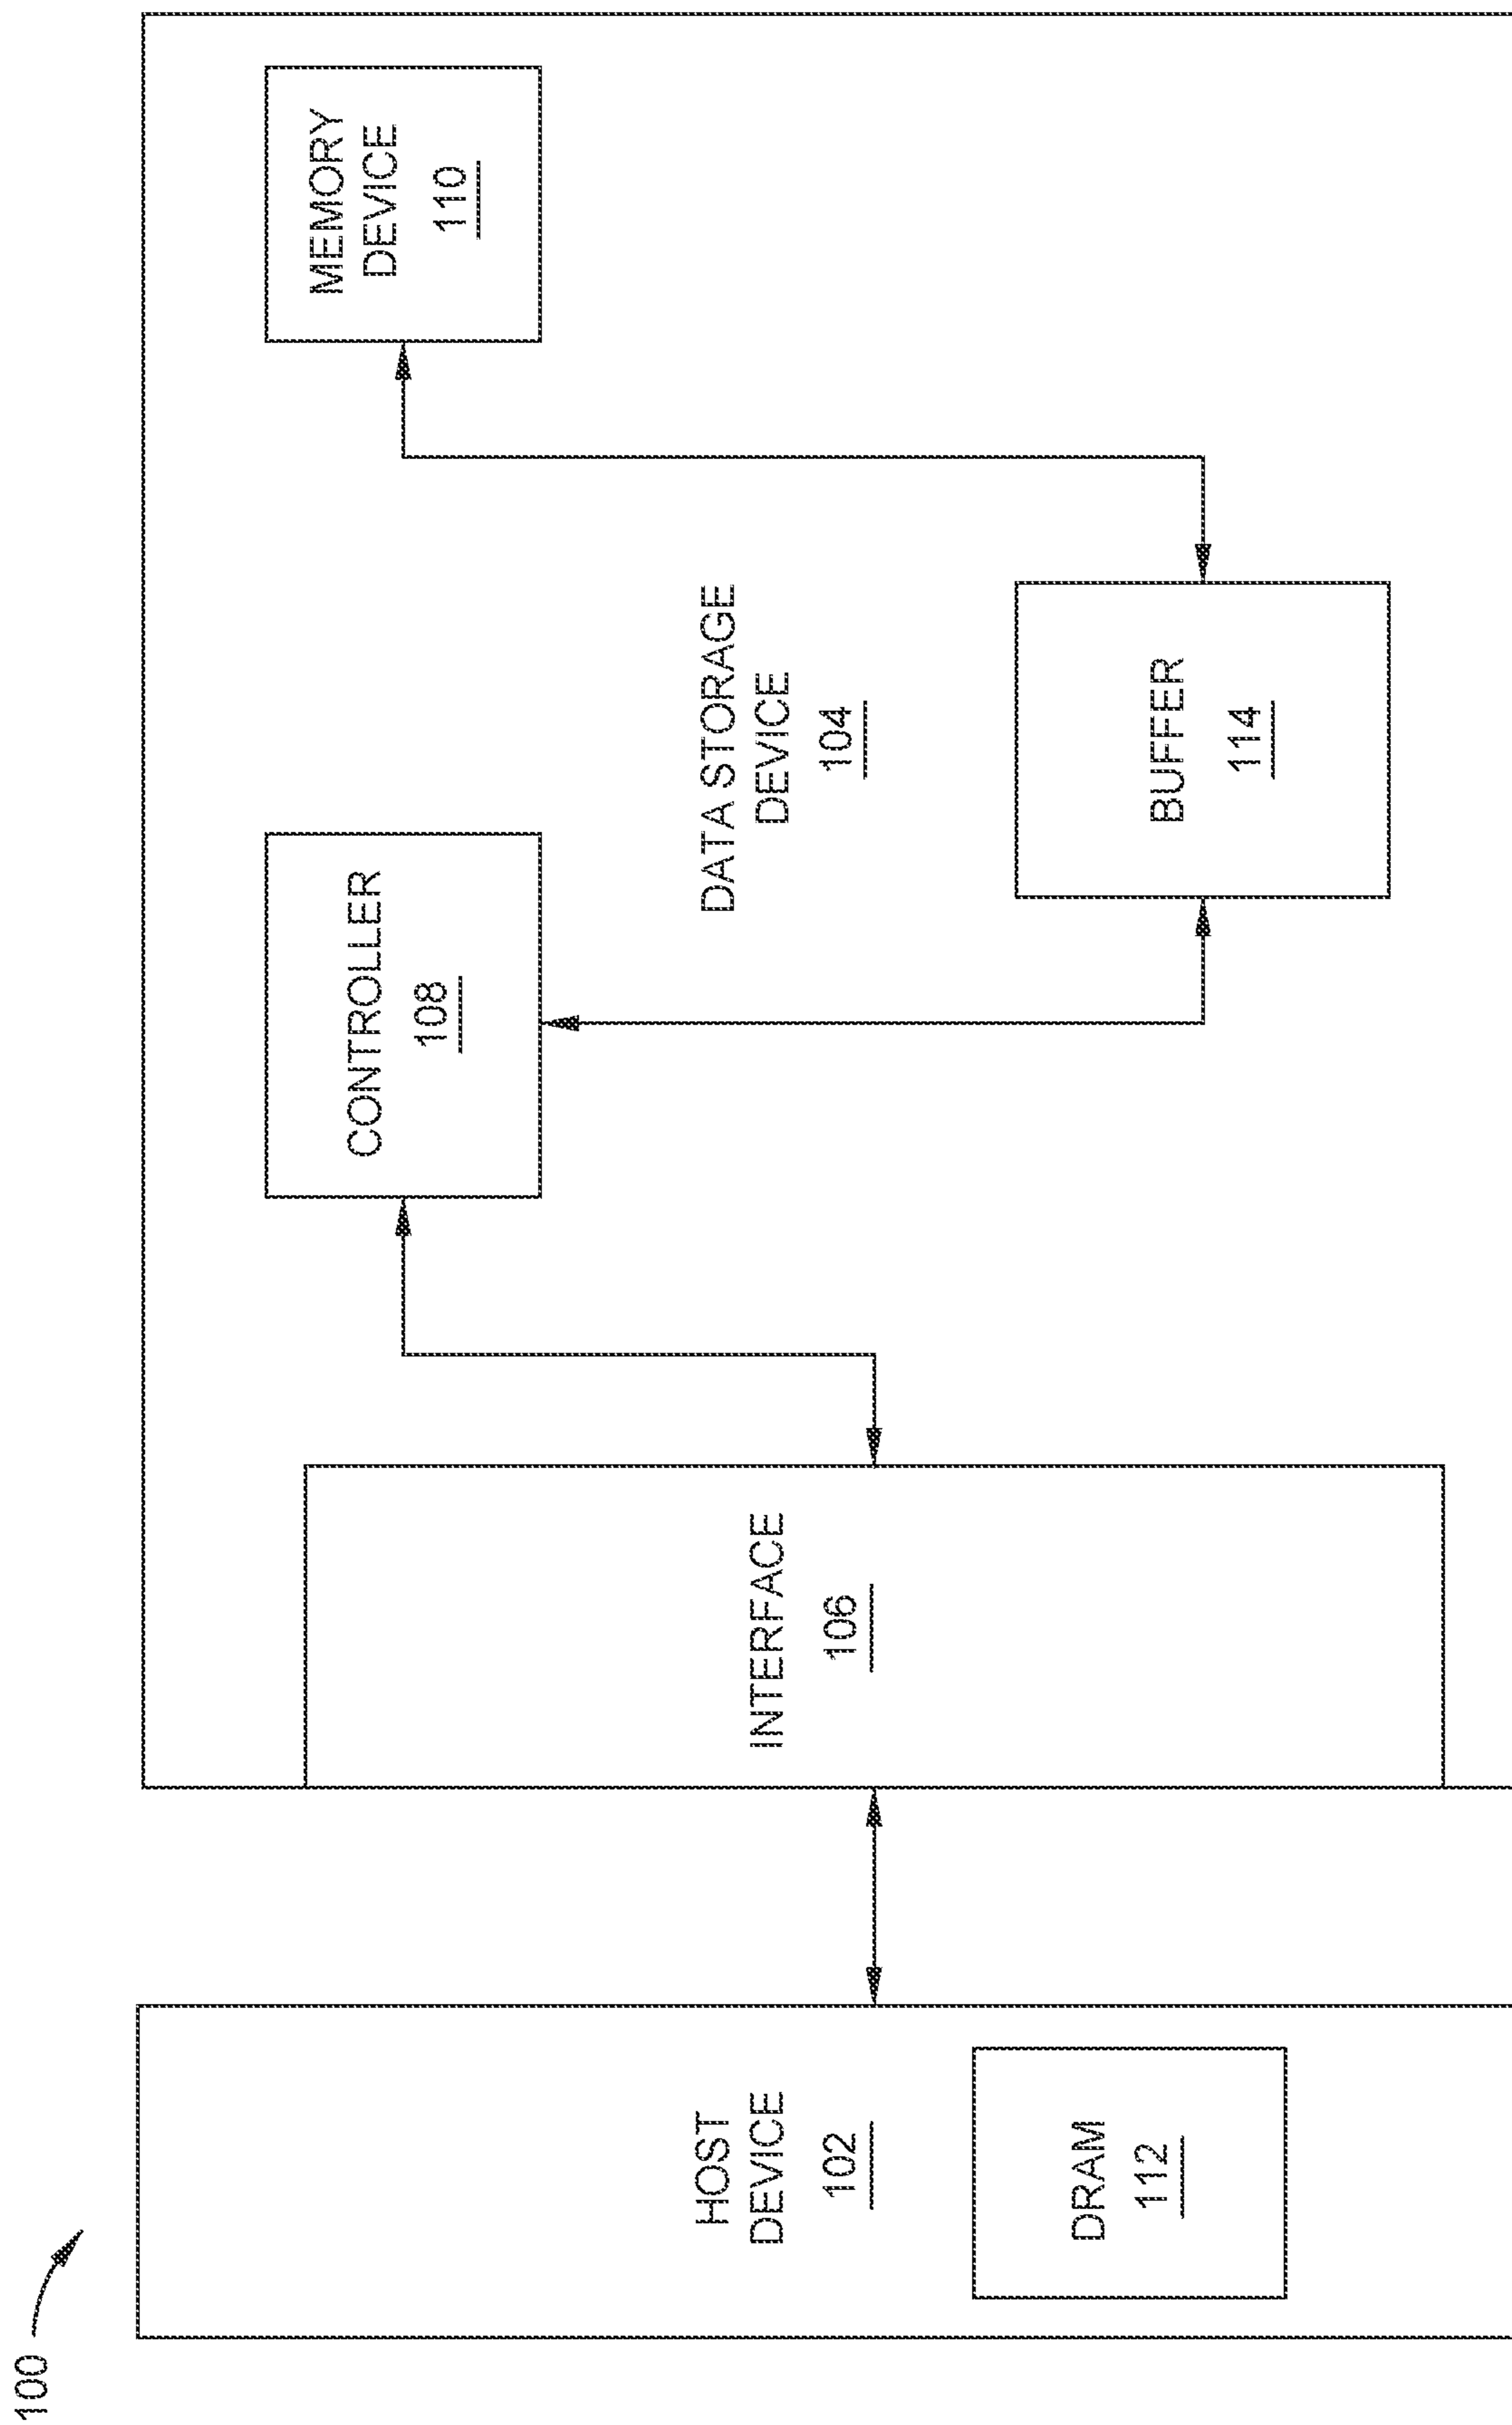 100
HOST
DEVICE
102
DRAM
112
INTERFACE
106
CONTROLLER
108
DATA STORAGE
DEVICE
104
BUFFER
114
MEMORY
DEVICE
110